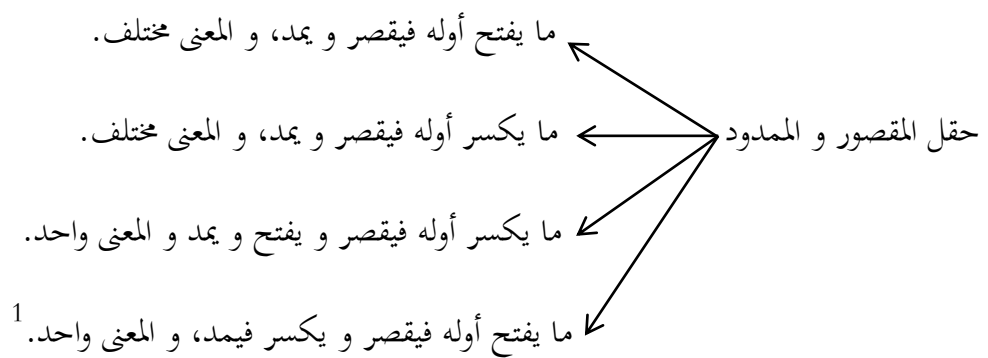 ما يفتح أوله فيقصر و يمد، و المعنى مختلف.
حقل المقصور و الممدود
ما يكسر أوله فيقصر و يمد، و المعنى مختلف.
ما يكسر أوله فيقصر و يفتح و يمد و المعنى واحد.
ما يفتح أوله فيقصر و يكسر فيمد، و المعنى واحد.1